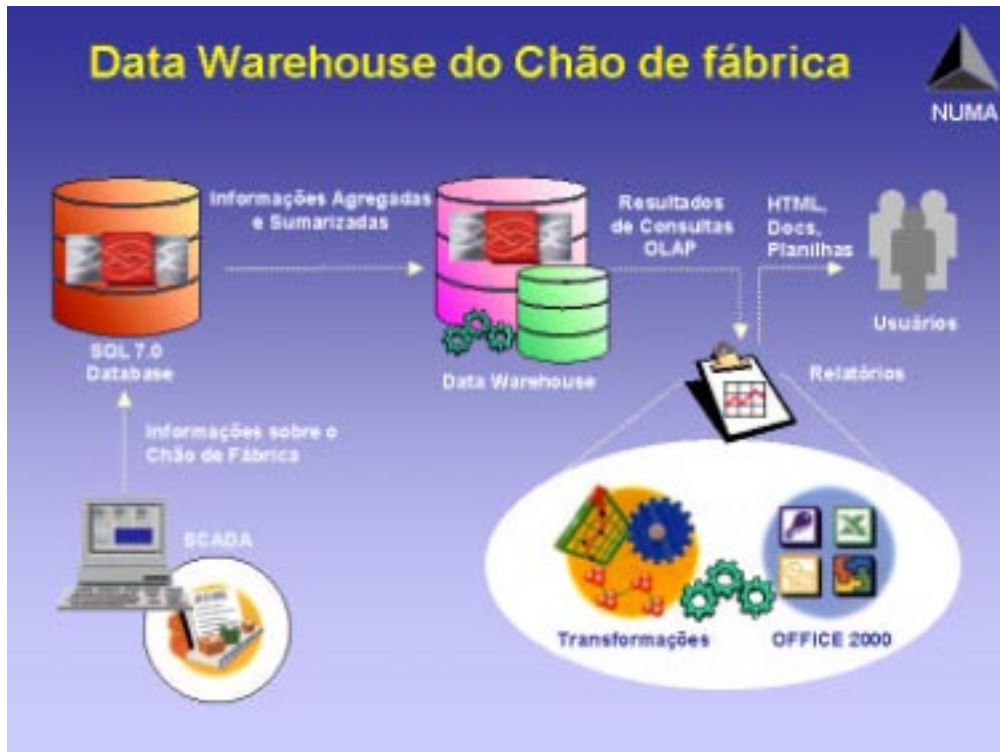 Data Warehouse do Chão de fábrica
NUMA
Informações Agregadas
e Sumarizadas
Resultados
de Consultas
OLAP
HTML,
Docs,
Planilhas
Usuários
SQL 7.0
Database
Data Warehouse
Relatórios
Informações sobre o
Chão de Fábrica
SCADA
Transformações
OFFICE 2000